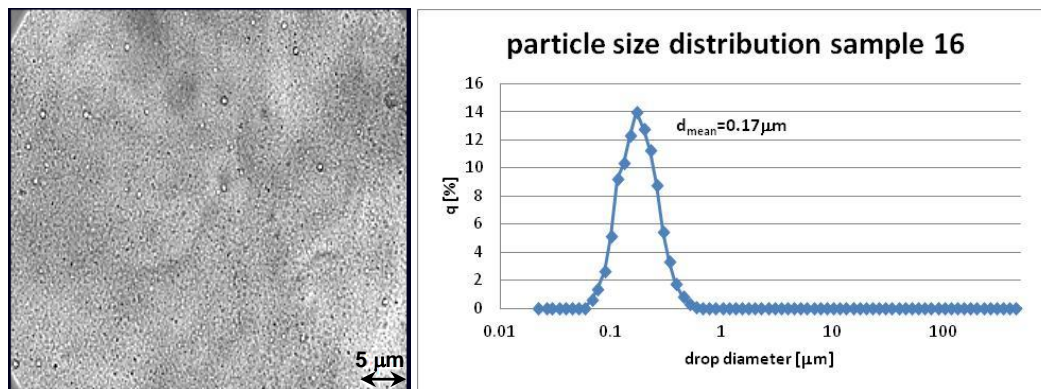 5 µm
particle size distribution sample 16
16
14
12
10
8
6
4
2
0
q [%]
d_mean=0.17µm
0.01 0.1 1 10 100
drop diameter [µm]